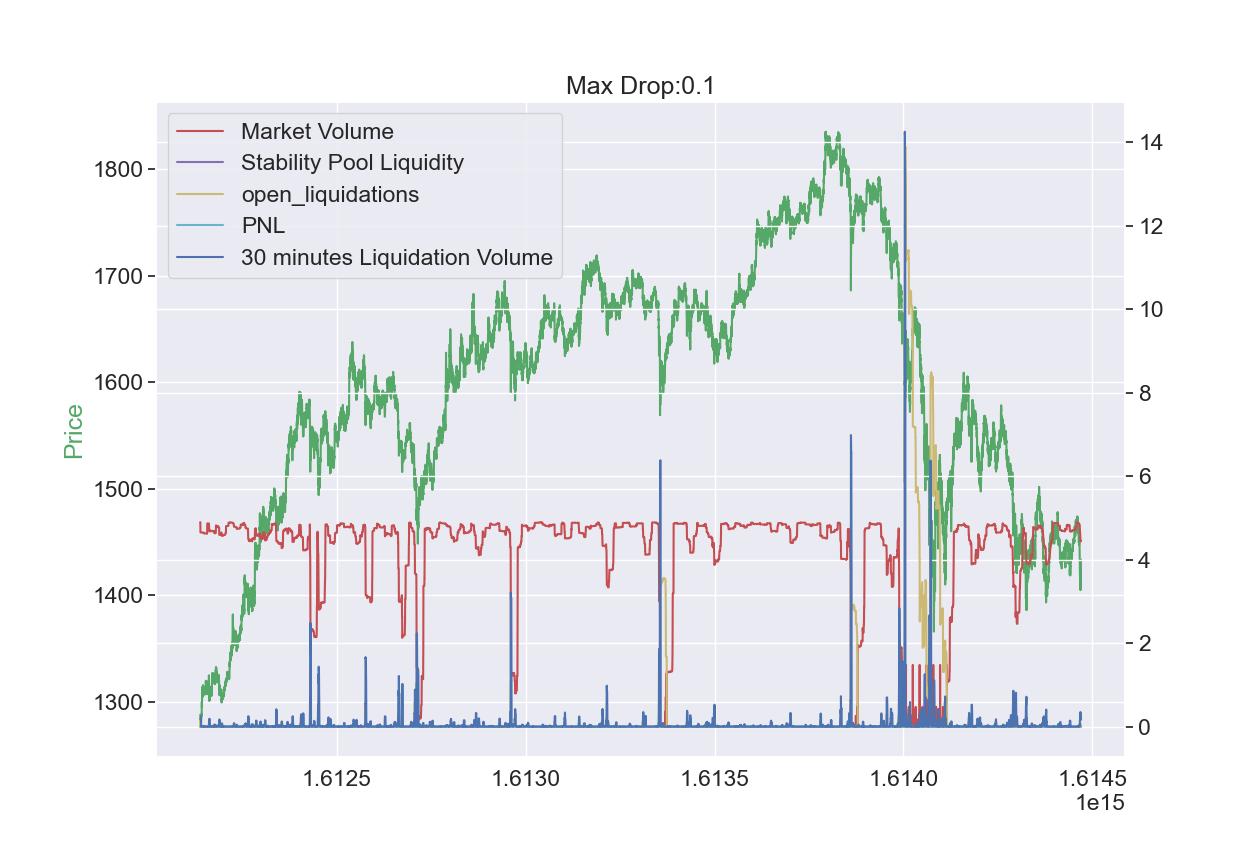 Max Drop:0.1
Market Volume
Stability Pool Liquidity
open_liquidations
PNL
30 minutes Liquidation Volume
Price
1800
1700
1600
1500
1400
1300
14
12
10
8
6
4
2
0
1.6125
1.6130
1.6135
1.6140
1.6145
1e15